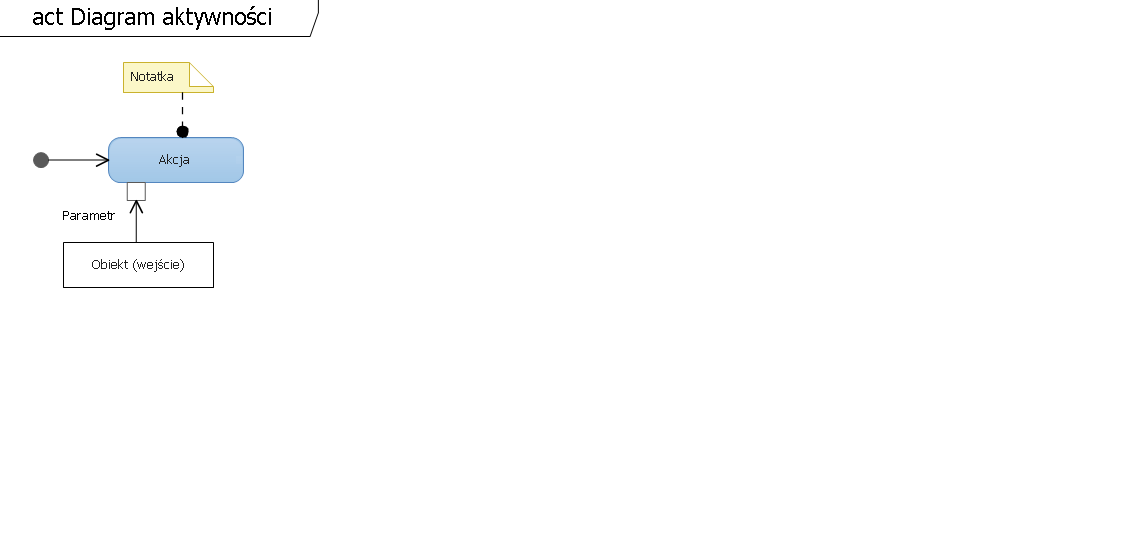 act Diagram aktywności
Notatka
Akcja
Parametr
Obiekt (wejście)